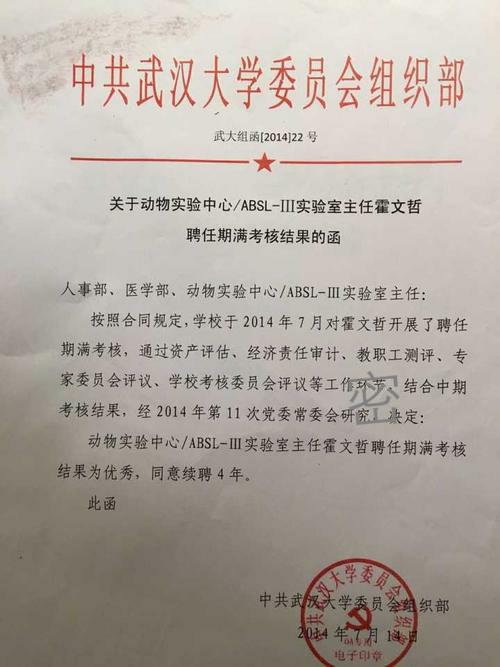 中共武汉大学委员会组织部
武大组函[2014]22 号
关于动物实验中心/ABSL-III实验室主任霍文哲
聘任期满考核结果的函
人事部、医学部、动物实验中心/ABSL-III实验室主任：
按照合同规定，学校于 2014 年 7 月对霍文哲开展了聘任
期满考核，通过资产评估、经济责任审计、教职工测评、专
家委员会评议、学校考核委员会评议等工作环节，结合中期
考核结果，经 2014 年第 11 次党委常委会研究，决定：
密
动物实验中心/ABSL-III实验室主任霍文哲聘任期满考核
结果为优秀，同意续聘 4 年。
此函
中共武汉大学委员会组织部
2014 年 7 月 14 日
中共武汉大学委员会组织部
OA专用
电子印章